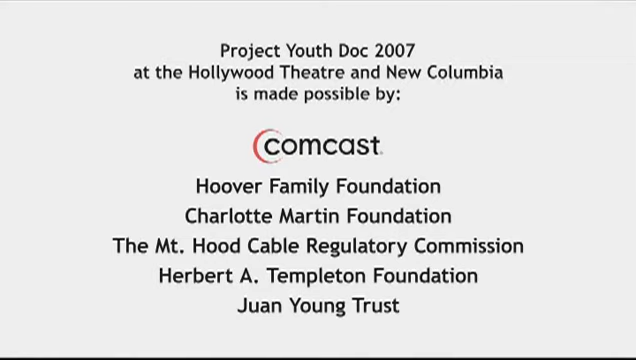 Project Youth Doc 2007
at the Hollywood Theatre and New Columbia
is made possible by:
comcast
Hoover Family Foundation
Charlotte Martin Foundation
The Mt. Hood Cable Regulatory Commission
Herbert A. Templeton Foundation
Juan Young Trust